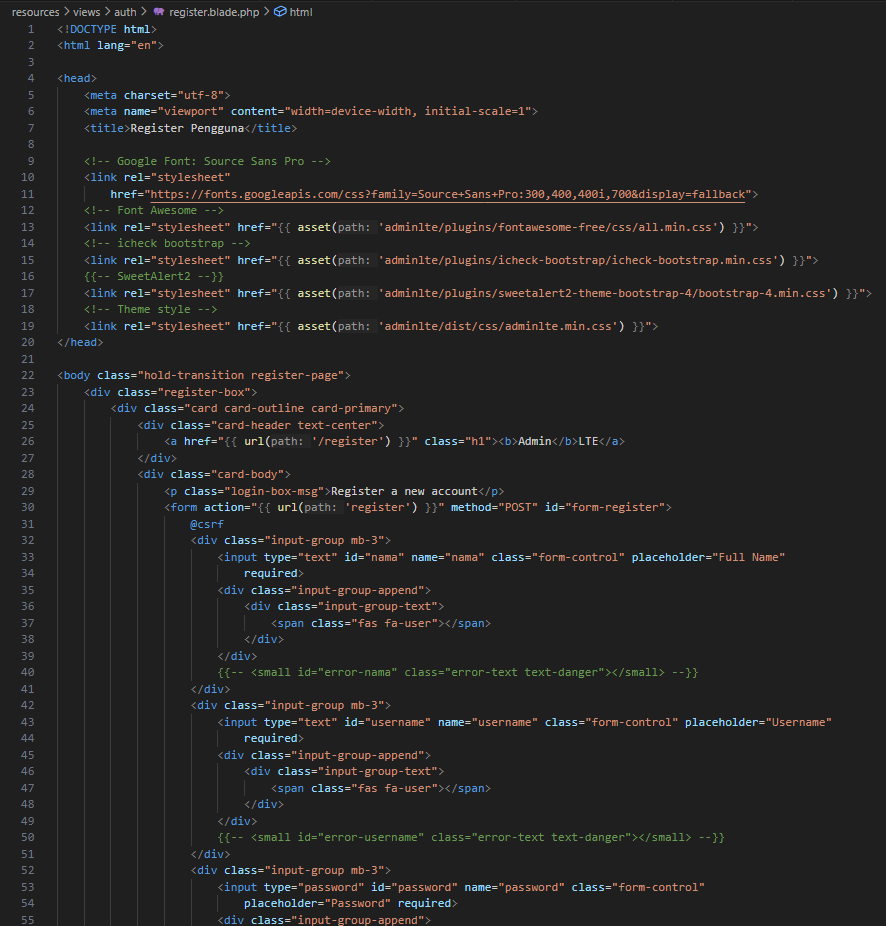 resources > views > auth > register.blade.php > html
1 <!DOCTYPE html>
2 <html lang="en">
3
4 <head>
5     <meta charset="utf-8">
6     <meta name="viewport" content="width=device-width, initial-scale=1">
7     <title>Register Pengguna</title>
8
9     <!-- Google Font: Source Sans Pro -->
10     <link rel="stylesheet"
11         href="https://fonts.googleapis.com/css?family=Source+Sans+Pro:300,400,400i,700&display=fallback">
12     <!-- Font Awesome -->
13     <link rel="stylesheet" href="{{ asset(path: 'adminlte/plugins/fontawesome-free/css/all.min.css') }}">
14     <!-- icheck bootstrap -->
15     <link rel="stylesheet" href="{{ asset(path: 'adminlte/plugins/icheck-bootstrap/icheck-bootstrap.min.css') }}">
16     {{-- SweetAlert2 --}}
17     <link rel="stylesheet" href="{{ asset(path: 'adminlte/plugins/sweetalert2-theme-bootstrap-4/bootstrap-4.min.css') }}">
18     <!-- Theme style -->
19     <link rel="stylesheet" href="{{ asset(path: 'adminlte/dist/css/adminlte.min.css') }}">
20 </head>
21
22 <body class="hold-transition register-page">
23     <div class="register-box">
24         <div class="card card-outline card-primary">
25             <div class="card-header text-center">
26                 <a href="{{ url(path: '/register') }}" class="h1"><b>Admin</b>LTE</a>
27             </div>
28             <div class="card-body">
29                 <p class="login-box-msg">Register a new account</p>
30                 <form action="{{ url(path: 'register') }}" method="POST" id="form-register">
31                     @csrf
32                     <div class="input-group mb-3">
33                         <input type="text" id="nama" name="nama" class="form-control" placeholder="Full Name"
34                             required>
35                         <div class="input-group-append">
36                             <div class="input-group-text">
37                                 <span class="fas fa-user"></span>
38                             </div>
39                         </div>
40                         {{-- <small id="error-nama" class="error-text text-danger"></small> --}}
41                     </div>
42                     <div class="input-group mb-3">
43                         <input type="text" id="username" name="username" class="form-control" placeholder="Username"
44                             required>
45                         <div class="input-group-append">
46                             <div class="input-group-text">
47                                 <span class="fas fa-user"></span>
48                             </div>
49                         </div>
50                         {{-- <small id="error-username" class="error-text text-danger"></small> --}}
51                     </div>
52                     <div class="input-group mb-3">
53                         <input type="password" id="password" name="password" class="form-control"
54                             placeholder="Password" required>
55                         <div class="input-group-append">